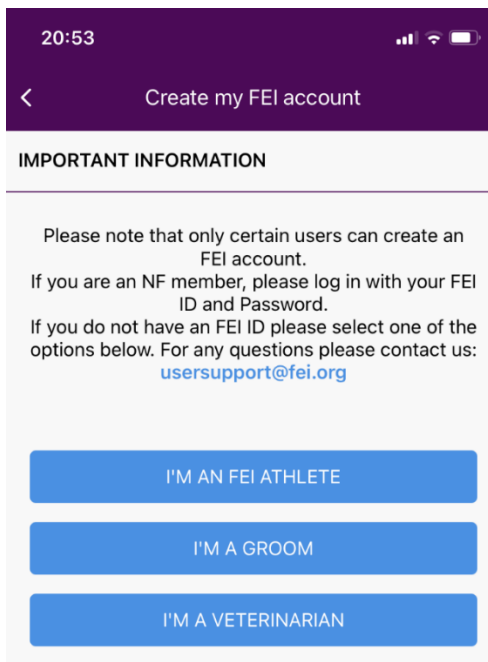 20:53
Create my FEI account
IMPORTANT INFORMATION
Please note that only certain users can create an
FEI account.
If you are an NF member, please log in with your FEI
ID and Password.
If you do not have an FEI ID please select one of the
options below. For any questions please contact us:
usersupport@fei.org
I'M AN FEI ATHLETE
I'M A GROOM
I'M A VETERINARIAN